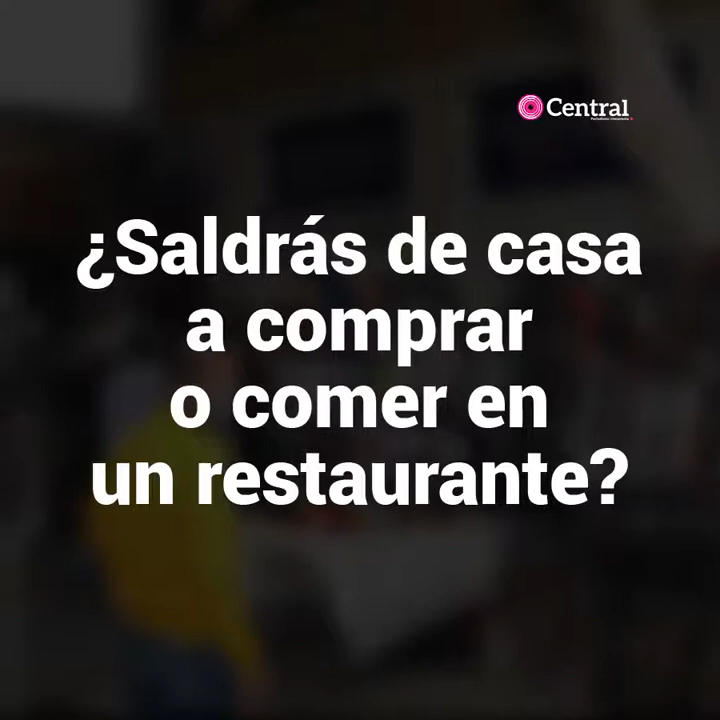 Central
¿Saldrás de casa
a comprar
o comer en
un restaurante?